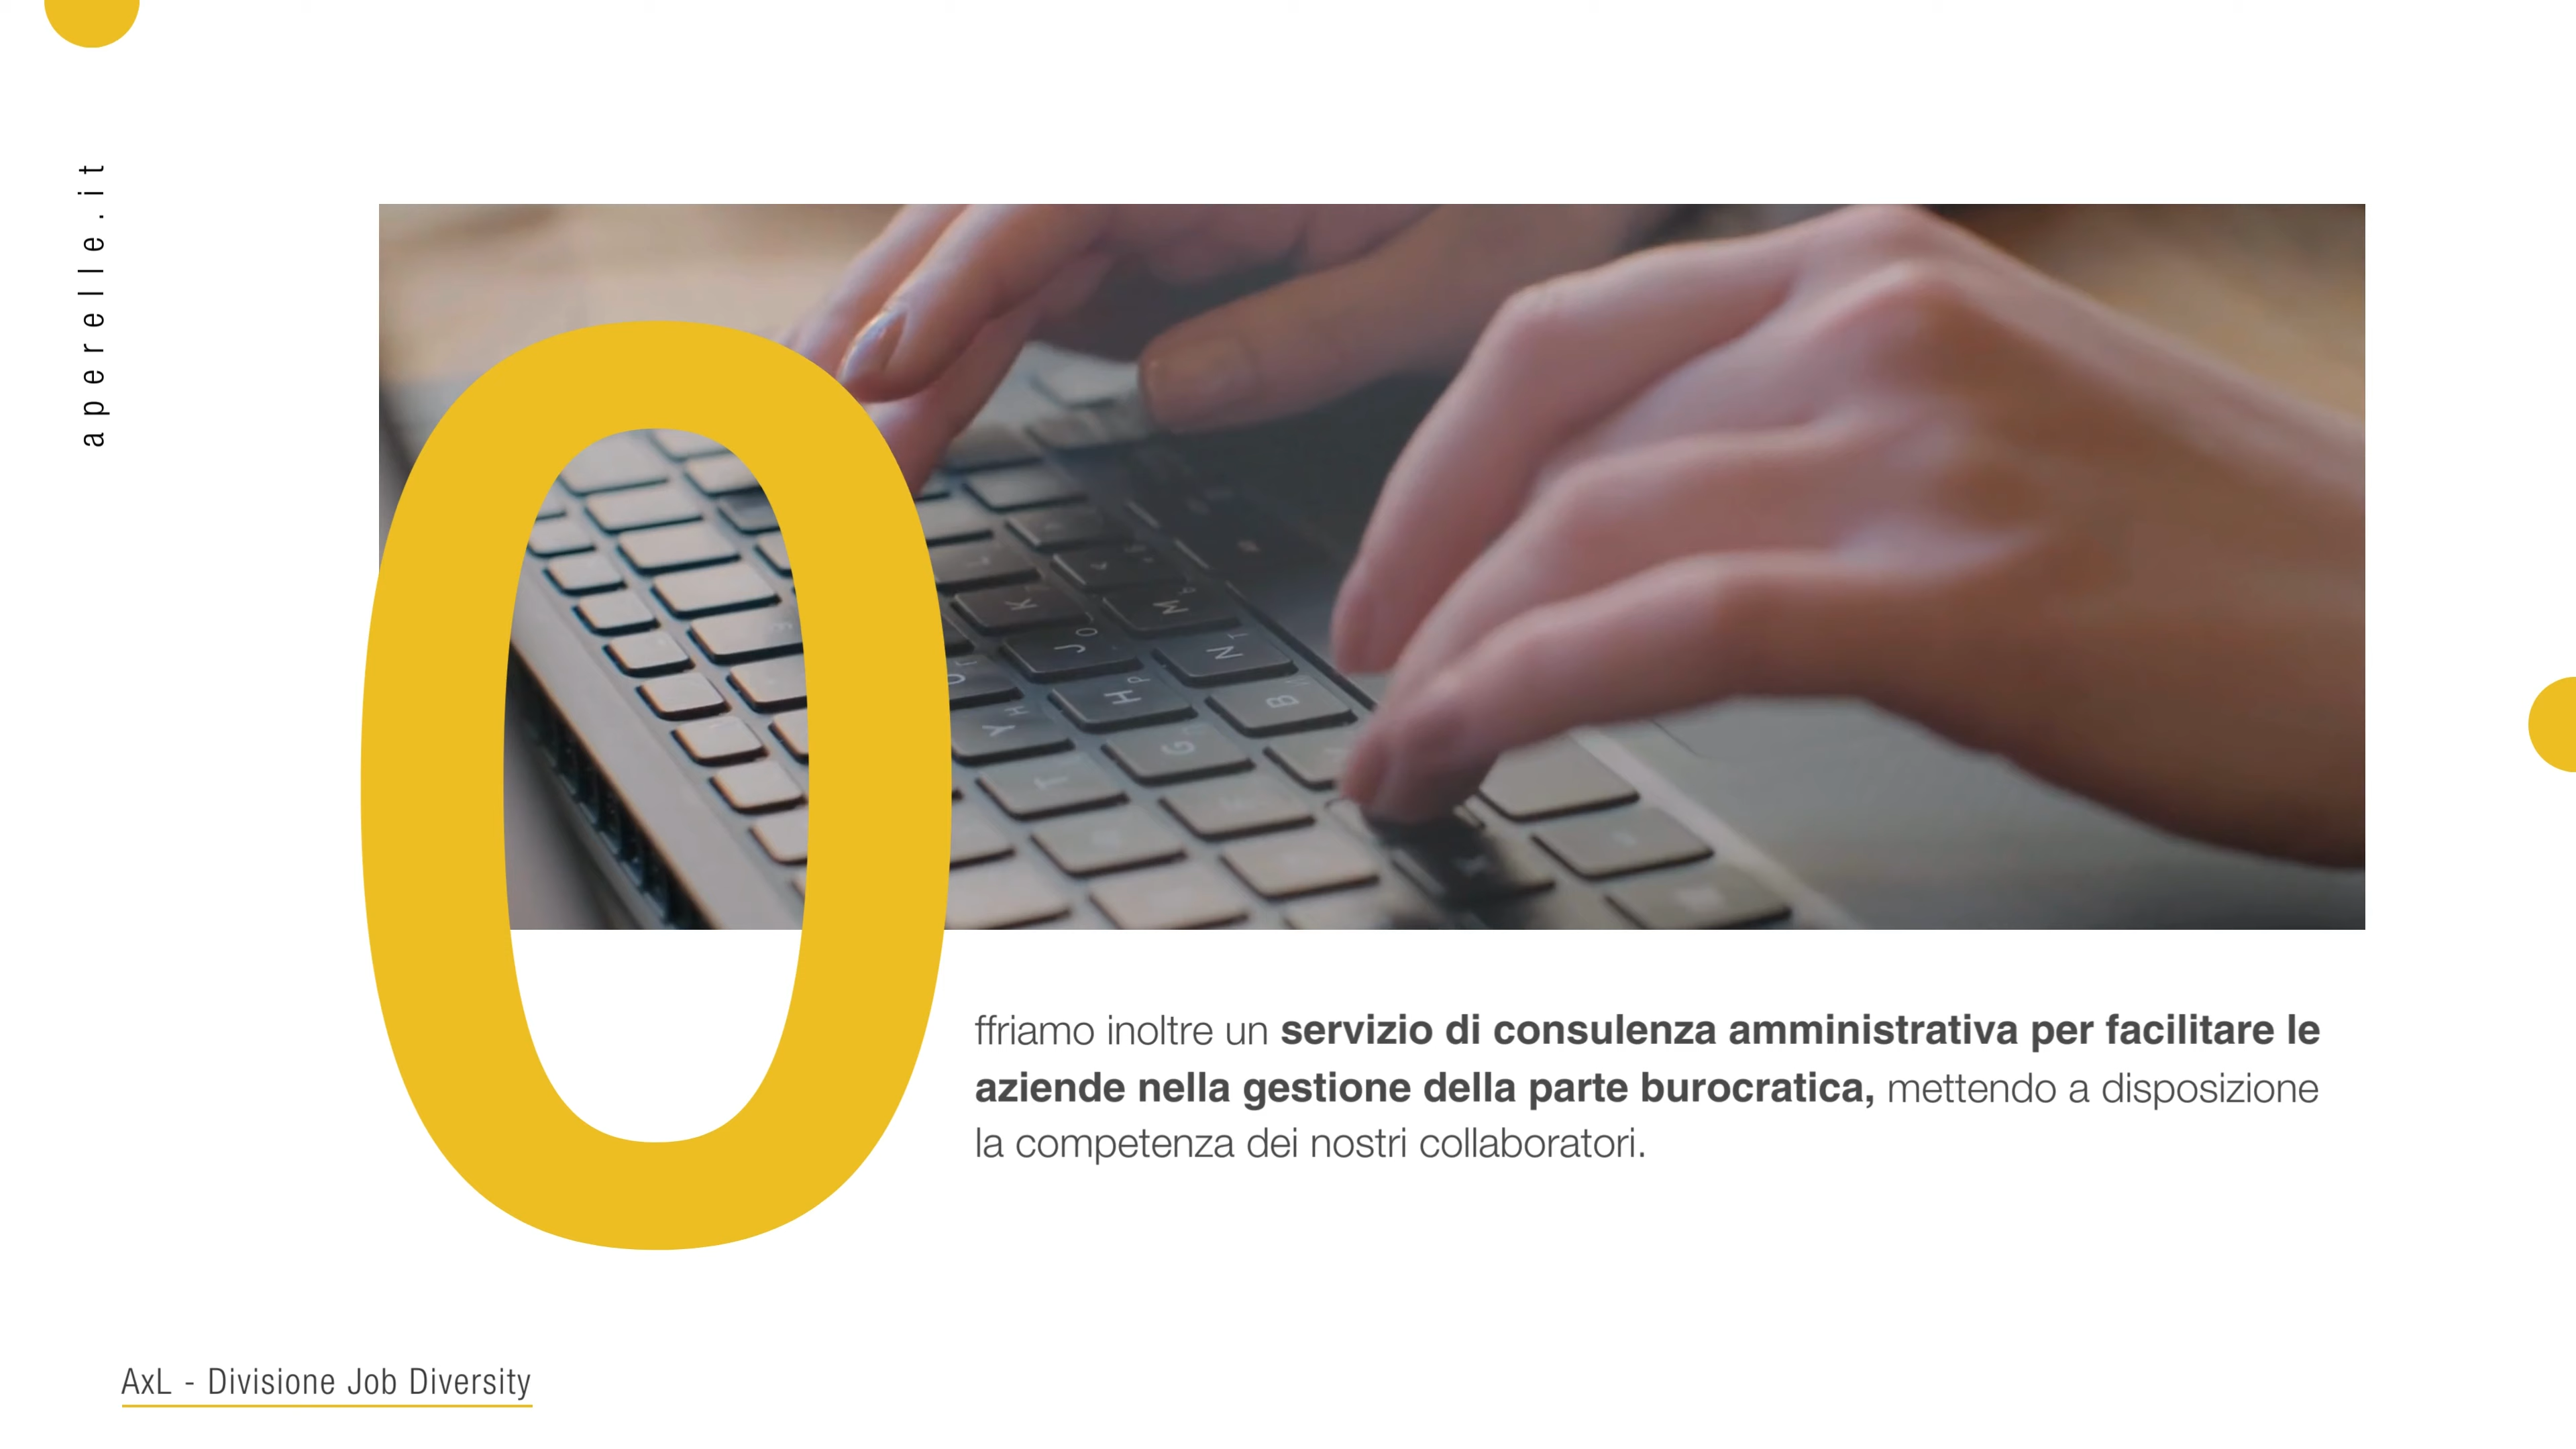 aperelle.it
Offriamo inoltre un servizio di consulenza amministrativa per facilitare le
aziende nella gestione della parte burocratica, mettendo a disposizione
la competenza dei nostri collaboratori.
K
M
J O
N T
H P
B
Y H
G
T
AxL - Divisione Job Diversity